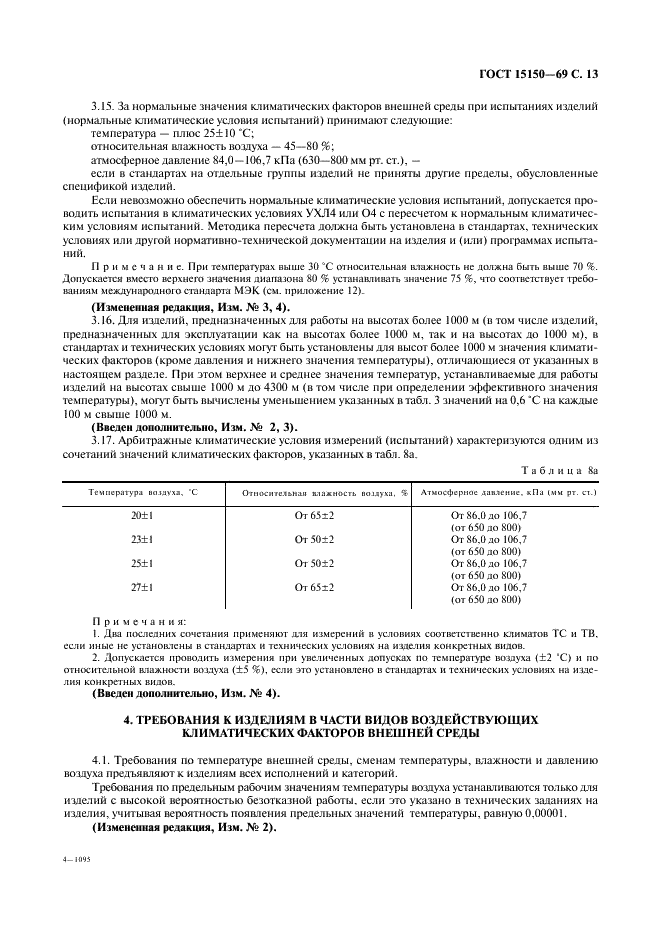 ГОСТ 15150—69 С. 13
3.15. За нормальные значения климатических факторов внешней среды при испытаниях изделий
(нормальные климатические условия испытаний) принимают следующие:
температура — плюс 25±10 °С;
относительная влажность воздуха — 45—80 %;
атмосферное давление 84,0—106,7 кПа (630—800 мм рт. ст.), —
если в стандартах на отдельные группы изделий не приняты другие пределы, обусловленные
спецификой изделий.
Если невозможно обеспечить нормальные климатические условия испытаний, допускается про-
водить испытания в климатических условиях УХЛ4 или О4 с пересчетом к нормальным климатичес-
ким условиям испытаний. Методика пересчета должна быть установлена в стандартах, технических
условиях или другой нормативно-технической документации на изделия и (или) программах испыта-
ний.
П р и м е ч а н и е. При температурах выше 30 °С относительная влажность не должна быть выше 70 %.
Допускается вместо верхнего значения диапазона 80 % устанавливать значение 75 %, что соответствует требо-
ваниям международного стандарта МЭК (см. приложение 12).
(Измененная редакция, Изм. № 3, 4).
3.16. Для изделий, предназначенных для работы на высотах более 1000 м (в том числе изделий,
предназначенных для эксплуатации как на высотах более 1000 м, так и на высотах до 1000 м), в
стандартах и технических условиях могут быть установлены для высот более 1000 м значения климати-
ческих факторов (кроме давления и нижнего значения температуры), отличающиеся от указанных в
настоящем разделе. При этом верхнее и среднее значения температур, устанавливаемые для работы
изделий на высотах свыше 1000 м до 4300 м (в том числе при определении эффективного значения
температуры), могут быть вычислены уменьшением указанных в табл. 3 значений на 0,6 °С на каждые
100 м свыше 1000 м.
(Введен дополнительно, Изм. № 2, 3).
3.17. Арбитражные климатические условия измерений (испытаний) характеризуются одним из
сочетаний значений климатических факторов, указанных в табл. 8а.
Т а б л и ц а 8а
Температура воздуха, °С Относительная влажность воздуха, % Атмосферное давление, кПа (мм рт. ст.)
20±1 От 65±2 От 86,0 до 106,7
(от 650 до 800)
23±1 От 50±2 От 86,0 до 106,7
(от 650 до 800)
25±1 От 50±2 От 86,0 до 106,7
(от 650 до 800)
27±1 От 65±2 От 86,0 до 106,7
(от 650 до 800)
П р и м е ч а н и я:
1. Два последних сочетания применяют для измерений в условиях соответственно климатов ТС и ТВ,
если иные не установлены в стандартах и технических условиях на изделия конкретных видов.
2. Допускается проводить измерения при увеличенных допусках по температуре воздуха (±2 °С) и по
относительной влажности воздуха (±5 %), если это установлено в стандартах и технических условиях на изде-
лия конкретных видов.
(Введен дополнительно, Изм. № 4).
4. ТРЕБОВАНИЯ К ИЗДЕЛИЯМ В ЧАСТИ ВИДОВ ВОЗДЕЙСТВУЮЩИХ
КЛИМАТИЧЕСКИХ ФАКТОРОВ ВНЕШНЕЙ СРЕДЫ
4.1. Требования по температуре внешней среды, сменам температур, влажности и давлению
воздуха предъявляют к изделиям всех исполнений и категорий.
Требования по предельным рабочим значениям температуры воздуха устанавливаются только для
изделий с высокой вероятностью безотказной работы, если это указано в технических заданиях на
изделия, учитывая вероятность появления предельных значений температуры, равную 0,00001.
(Измененная редакция, Изм. № 2).
4—1095